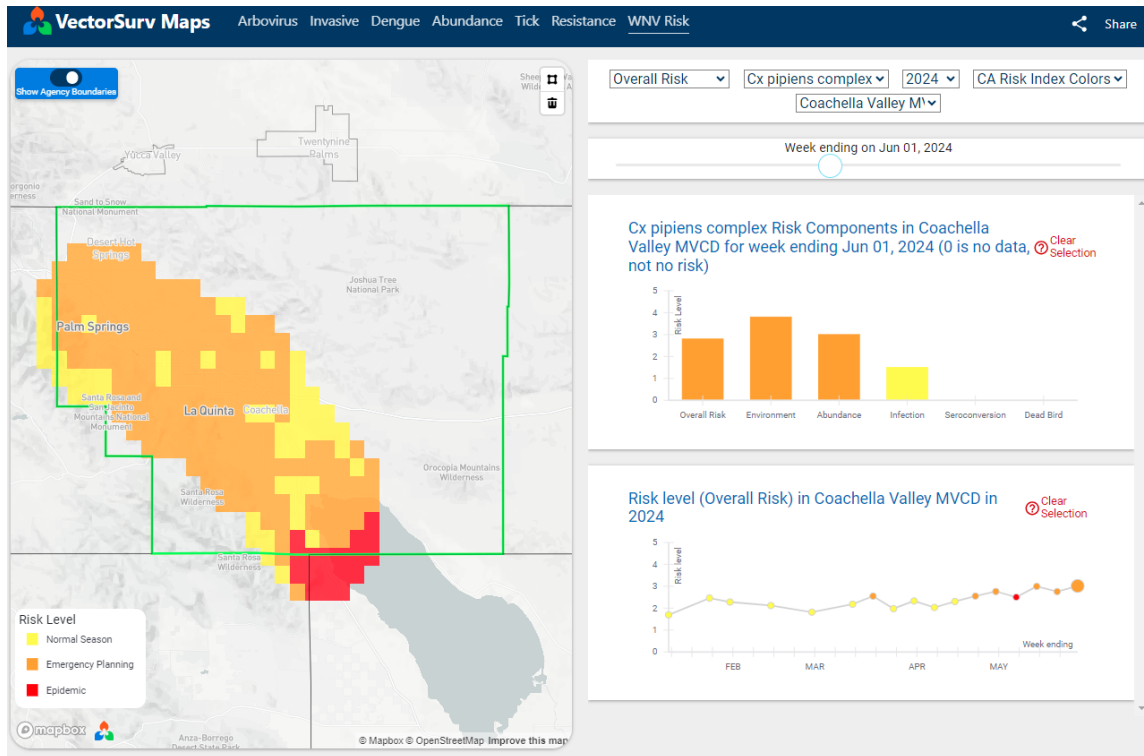 VectorSurv Maps
Arbovirus Invasive Dengue Abundance Tick Resistance WNV Risk
Share
Show Agency Boundaries
Overall Risk
Cx pipiens complex
2024
CA Risk Index Colors
Coachella Valley M\
Week ending on Jun 01, 2024
Twentynine
Palms
Yucca Valley
Sand to Snow
National Monument
Desert Hot
Springs
Joshua Tree
National Park
Palm Springs
Santa Rosa and
San Jacinto
Mountains National
Monument
La Quinta
Coachella
Orocopia Mountains
Wilderness
Santa Rosa
Wilderness
Santa Rosa
Wilderness
Anza-Borrego
Desert State Park
Risk Level
Normal Season
Emergency Planning
Epidemic
mapbox
© Mapbox © OpenStreetMap Improve this map
Cx pipiens complex Risk Components in Coachella
Valley MVCD for week ending Jun 01, 2024 (0 is no data,
not no risk)
Clear
Selection
Risk Level
5
4
3
2
1
0
Overall Risk Environment Abundance Infection Seroconversion Dead Bird
Risk level (Overall Risk) in Coachella Valley MVCD in
2024
Clear
Selection
Risk level
5
4
3
2
1
0
Week ending
FEB MAR APR MAY